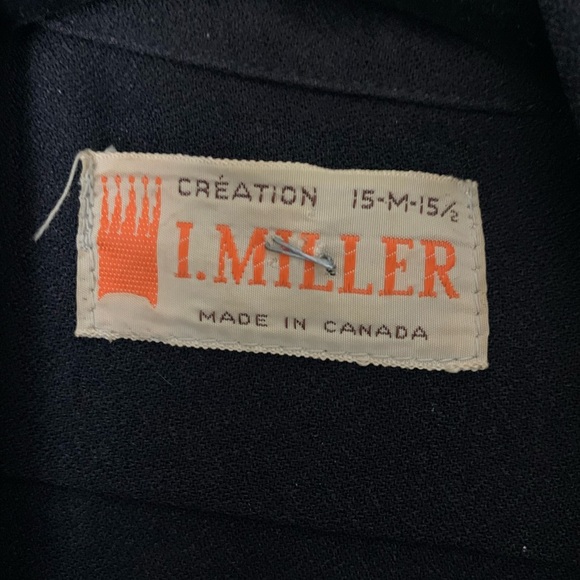 CRÉATION 15-M-15½
I.MILLER
MADE IN CANADA